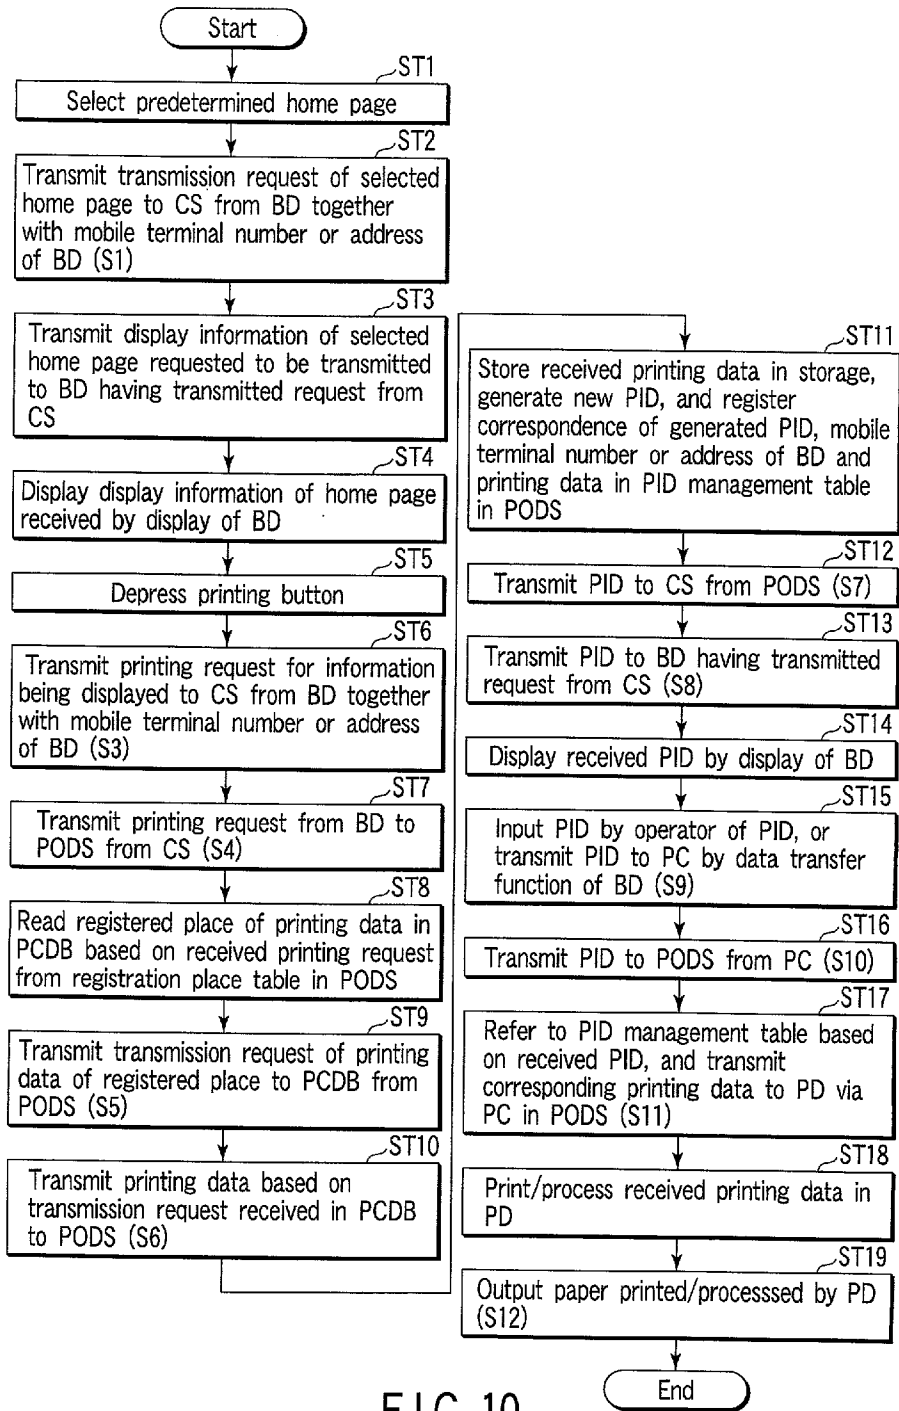 Start
ST1
Select predetermined home page
ST2
Transmit transmission request of selected
home page to CS from BD together
with mobile terminal number or address
of BD (S1)
ST3
Transmit display information of selected
home page requested to be transmitted
to BD having transmitted request from
CS
ST4
Display display information of home page
received by display of BD
ST5
Depress printing button
ST6
Transmit printing request for information
being displayed to CS from BD together
with mobile terminal number or address
of BD (S3)
ST7
Transmit printing request from BD to
PODS from CS (S4)
ST8
Read registered place of printing data in
PCDB based on received printing request
from registration place table in PODS
ST9
Transmit transmission request of printing
data of registered place to PCDB from
PODS (S5)
ST10
Transmit printing data based on
transmission request received in PCDB
to PODS (S6)
ST11
Store received printing data in storage,
generate new PID, and register
correspondence of generated PID, mobile
terminal number or address of BD and
printing data in PID management table
in PODS
ST12
Transmit PID to CS from PODS (S7)
ST13
Transmit PID to BD having transmitted
request from CS (S8)
ST14
Display received PID by display of BD
ST15
Input PID by operator of PID, or
transmit PID to PC by data transfer
function of BD (S9)
ST16
Transmit PID to PODS from PC (S10)
ST17
Refer to PID management table based
on received PID, and transmit
corresponding printing data to PD via
PC in PODS (S11)
ST18
Print/process received printing data in
PD
ST19
Output paper printed/processsed by PD
(S12)
End
FIG. 10